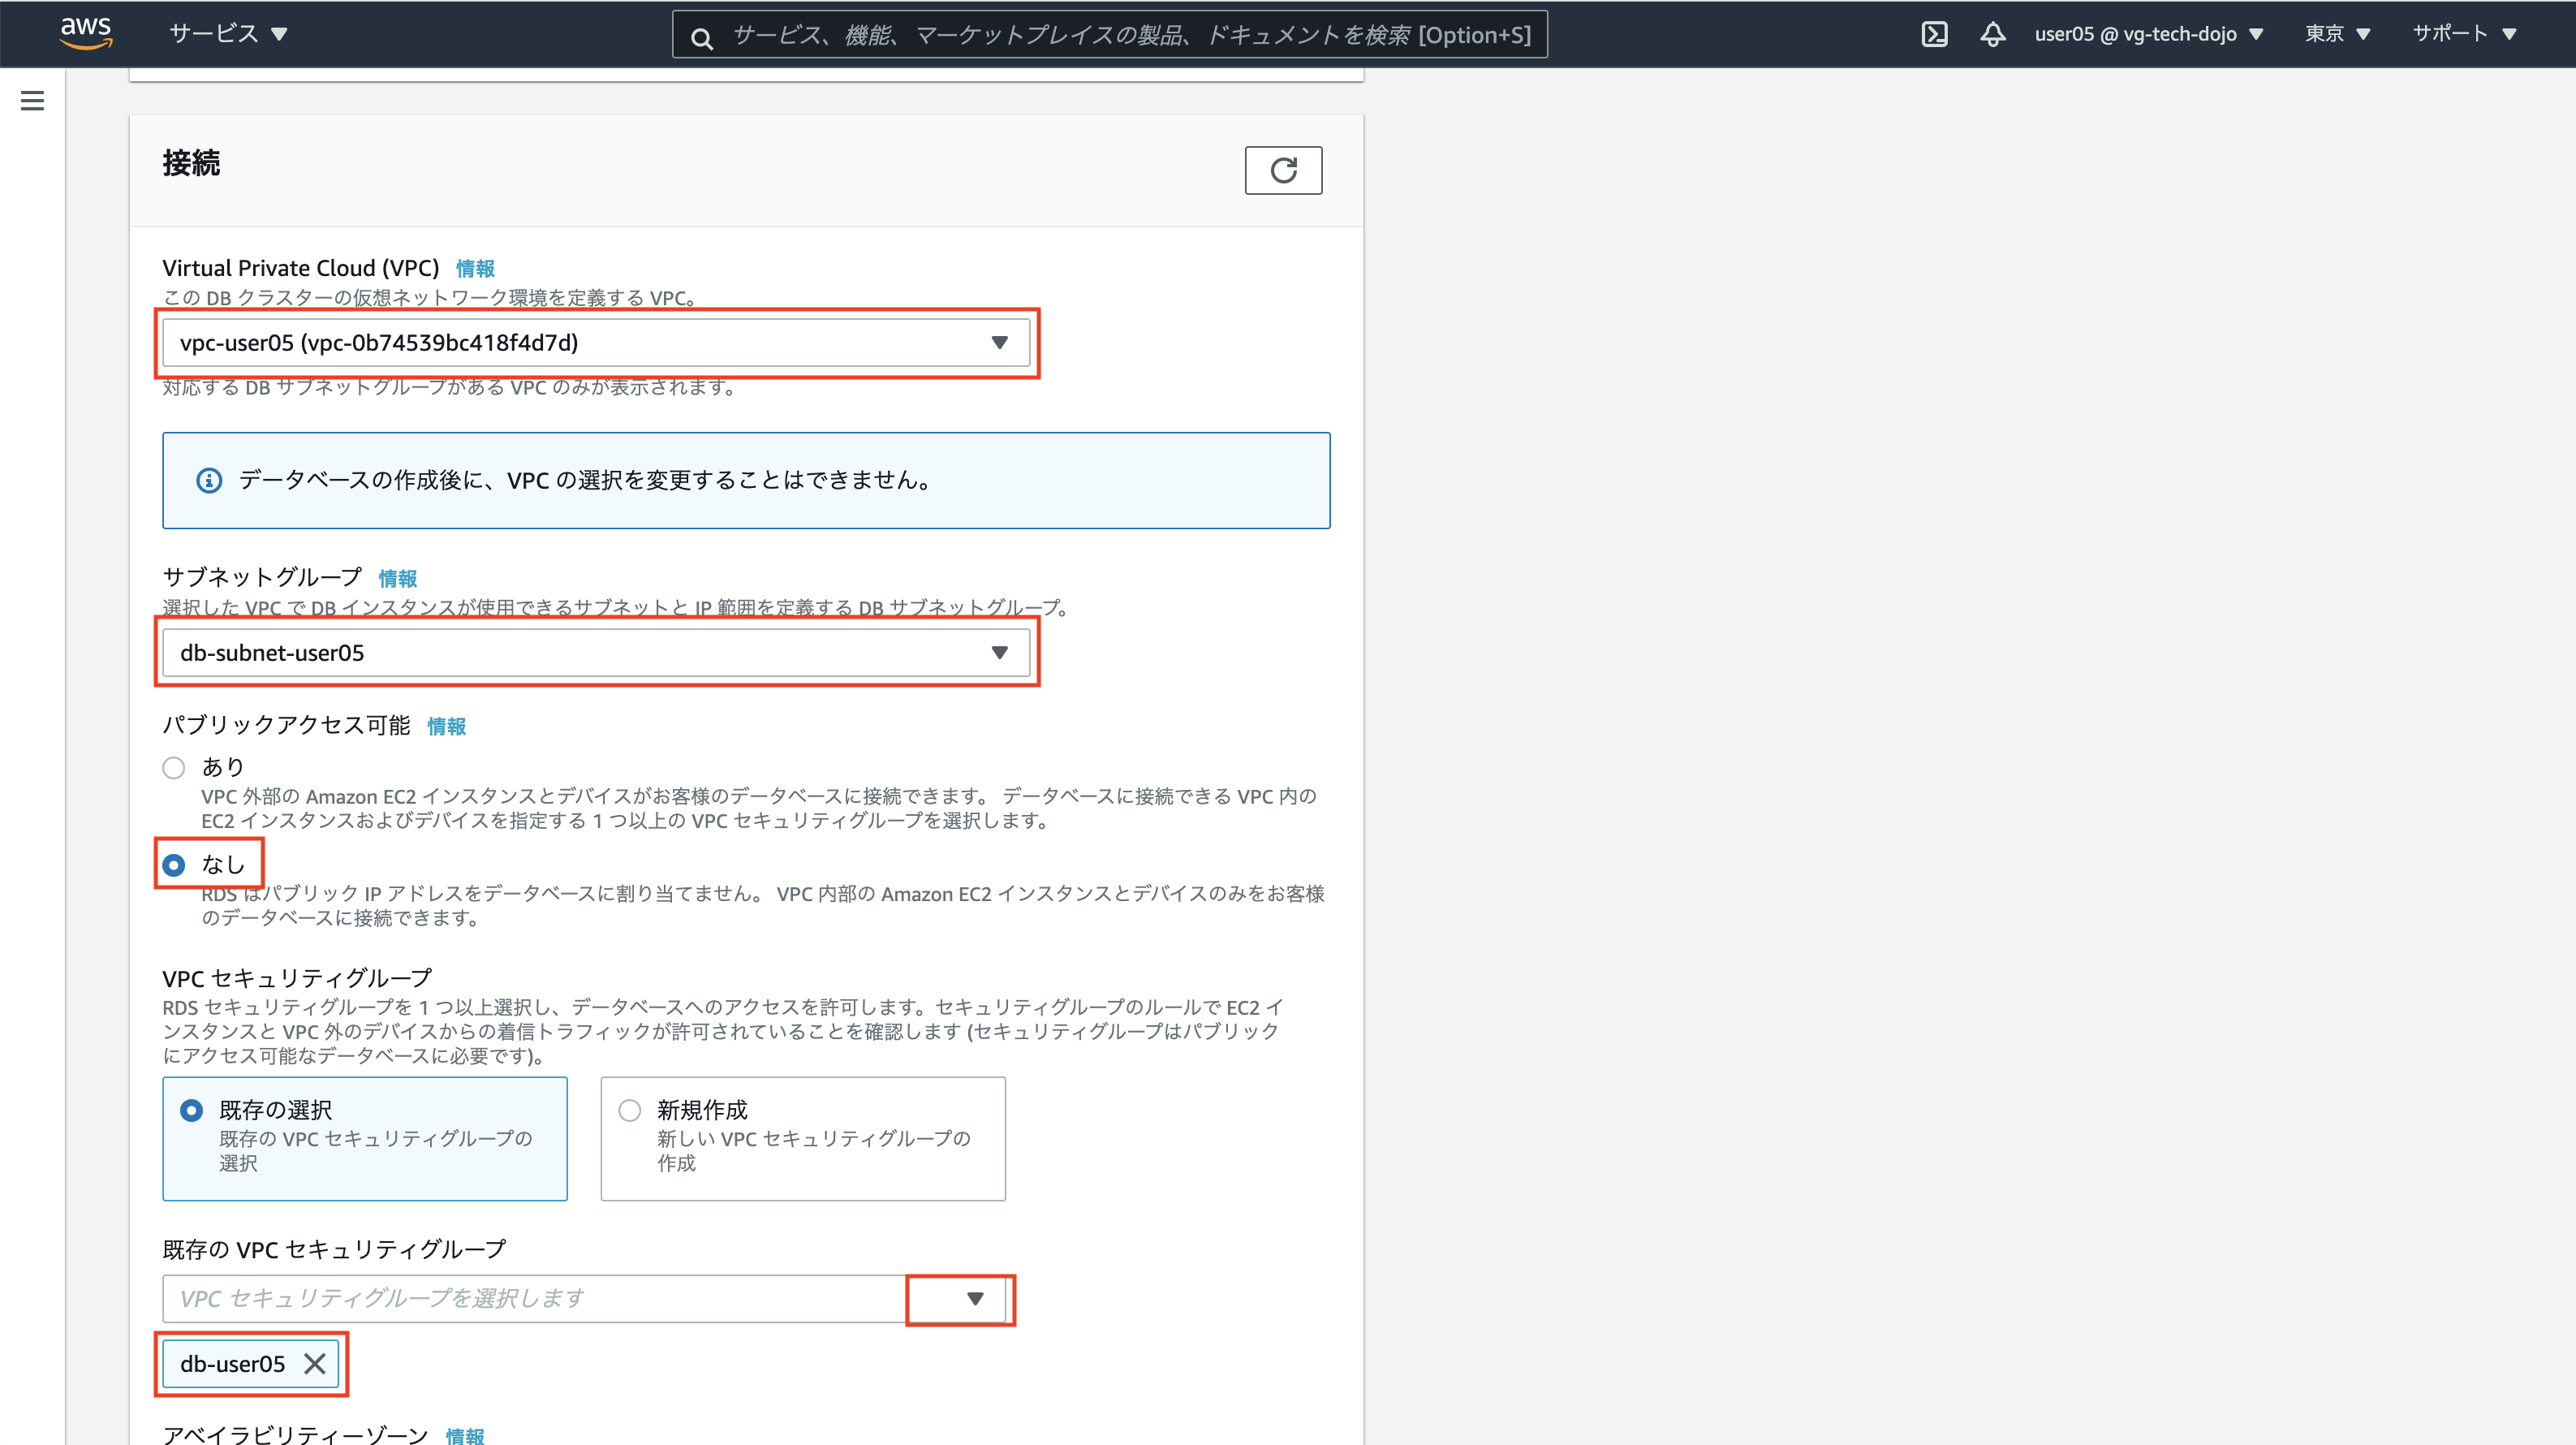 aws
サービス
サービス、機能、マーケットプレイスの製品、ドキュメントを検索 [Option+S]
user05 @ vg-tech-dojo
東京
サポート
接続
Virtual Private Cloud (VPC) 情報
この DB クラスターの仮想ネットワーク環境を定義する VPC。
vpc-user05 (vpc-0b74539bc418f4d7d)
対応する DB サブネットグループがある VPC のみが表示されます。
データベースの作成後に、VPC の選択を変更することはできません。
サブネットグループ 情報
選択した VPC で DB インスタンスが使用できるサブネットと IP 範囲を定義する DB サブネットグループ。
db-subnet-user05
パブリックアクセス可能 情報
あり
VPC 外部の Amazon EC2 インスタンスとデバイスがお客様のデータベースに接続できます。 データベースに接続できる VPC 内の
EC2 インスタンスおよびデバイスを指定する 1 つ以上の VPC セキュリティグループを選択します。
なし
RDS はパブリック IP アドレスをデータベースに割り当てません。 VPC 内部の Amazon EC2 インスタンスとデバイスのみをお客様
のデータベースに接続できます。
VPC セキュリティグループ
RDS セキュリティグループを 1 つ以上選択し、データベースへのアクセスを許可します。セキュリティグループのルールで EC2 イ
ンスタンスと VPC 外のデバイスからの着信トラフィックが許可されていることを確認します (セキュリティグループはパブリック
にアクセス可能なデータベースに必要です)。
既存の選択
既存の VPC セキュリティグループの
選択
新規作成
新しい VPC セキュリティグループの
作成
既存の VPC セキュリティグループ
VPC セキュリティグループを選択します
db-user05
アベイラビリティーゾーン 情報